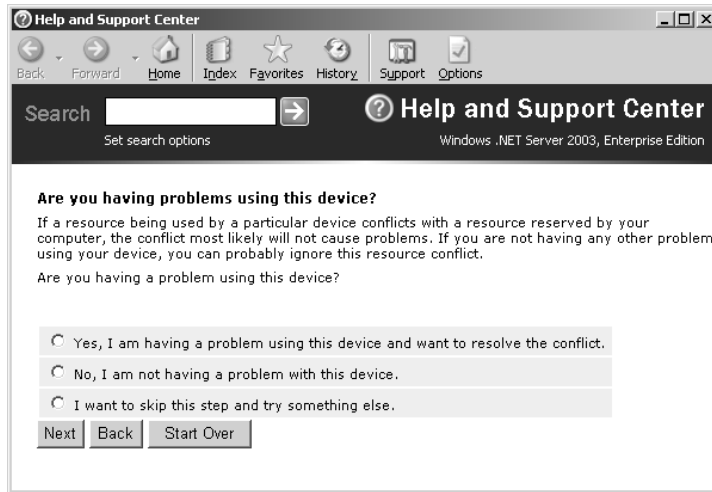 Help and Support Center
Back Forward Home Index Favorites History Support Options
Search
Help and Support Center
Set search options
Windows .NET Server 2003, Enterprise Edition
Are you having problems using this device?
If a resource being used by a particular device conflicts with a resource reserved by your
computer, the conflict most likely will not cause problems. If you are not having any other problem
using your device, you can probably ignore this resource conflict.
Are you having a problem using this device?
Yes, I am having a problem using this device and want to resolve the conflict.
No, I am not having a problem with this device.
I want to skip this step and try something else.
Next Back Start Over